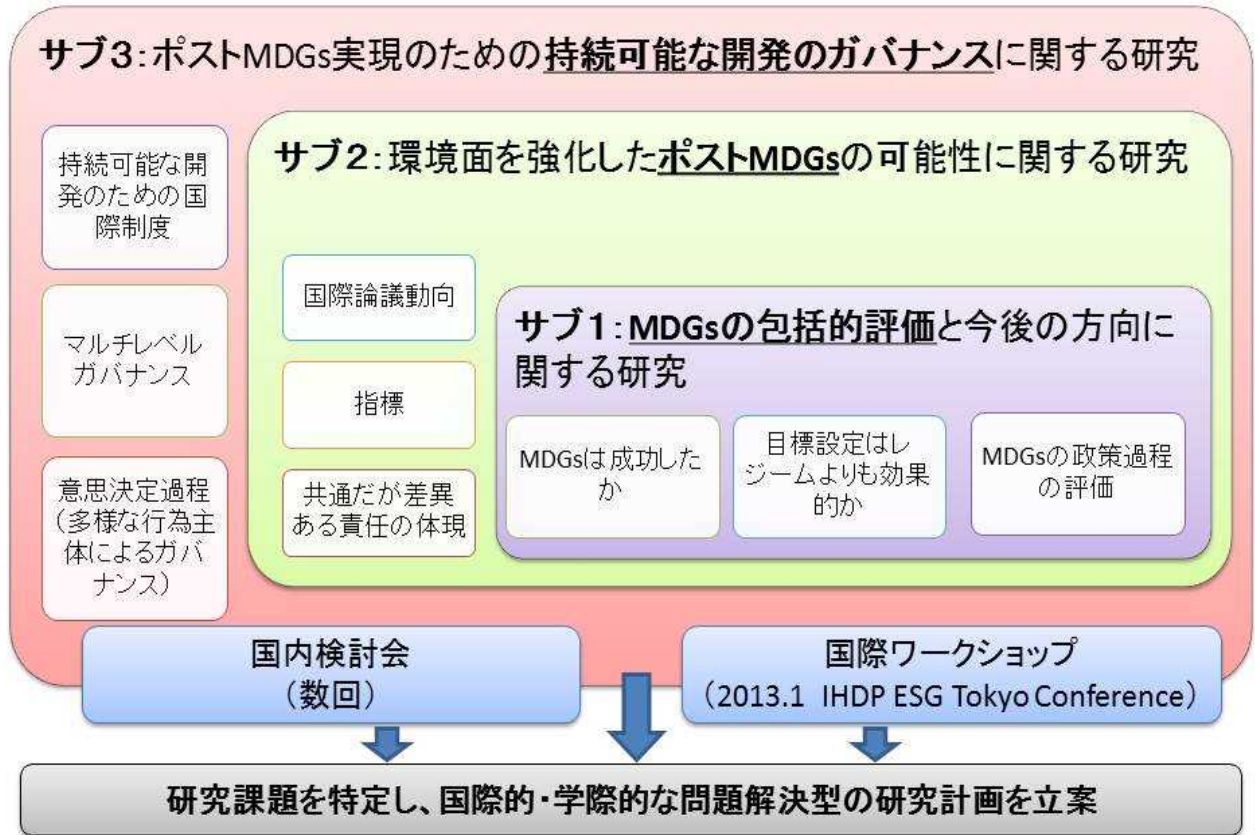 サブ3:ポストMDGs実現のための持続可能な開発のガバナンスに関する研究
持続可能な開
発のための国
際制度
マルチレベル
ガバナンス
意思決定過程
(多様な行為主
体によるガバ
ナンス)
サブ2:環境面を強化したポストMDGsの可能性に関する研究
国際論議動向
指標
共通だが差異
ある責任の体現
サブ1:MDGsの包括的評価と今後の方向に
関する研究
MDGsは成功した
か
目標設定はレ
ジームよりも効果
的か
MDGsの政策過程
の評価
国内検討会
(数回)
国際ワークショップ
(2013.1 IHDP ESG Tokyo Conference)
研究課題を特定し、国際的・学際的な問題解決型の研究計画を立案